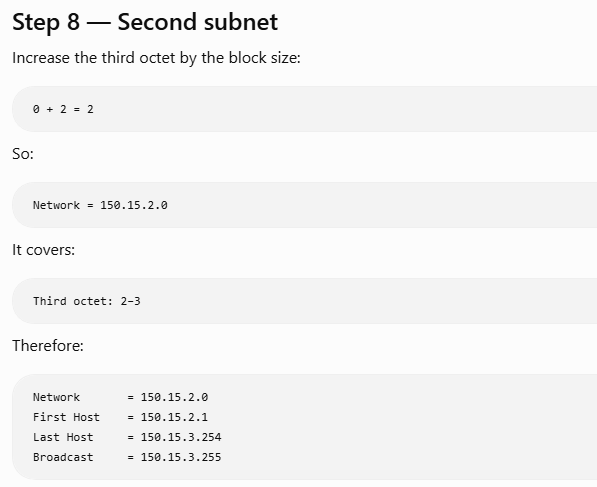 Step 8 — Second subnet
Increase the third octet by the block size:
0 + 2 = 2
So:
Network = 150.15.2.0
It covers:
Third octet: 2–3
Therefore:
Network       = 150.15.2.0
First Host    = 150.15.2.1
Last Host     = 150.15.3.254
Broadcast     = 150.15.3.255